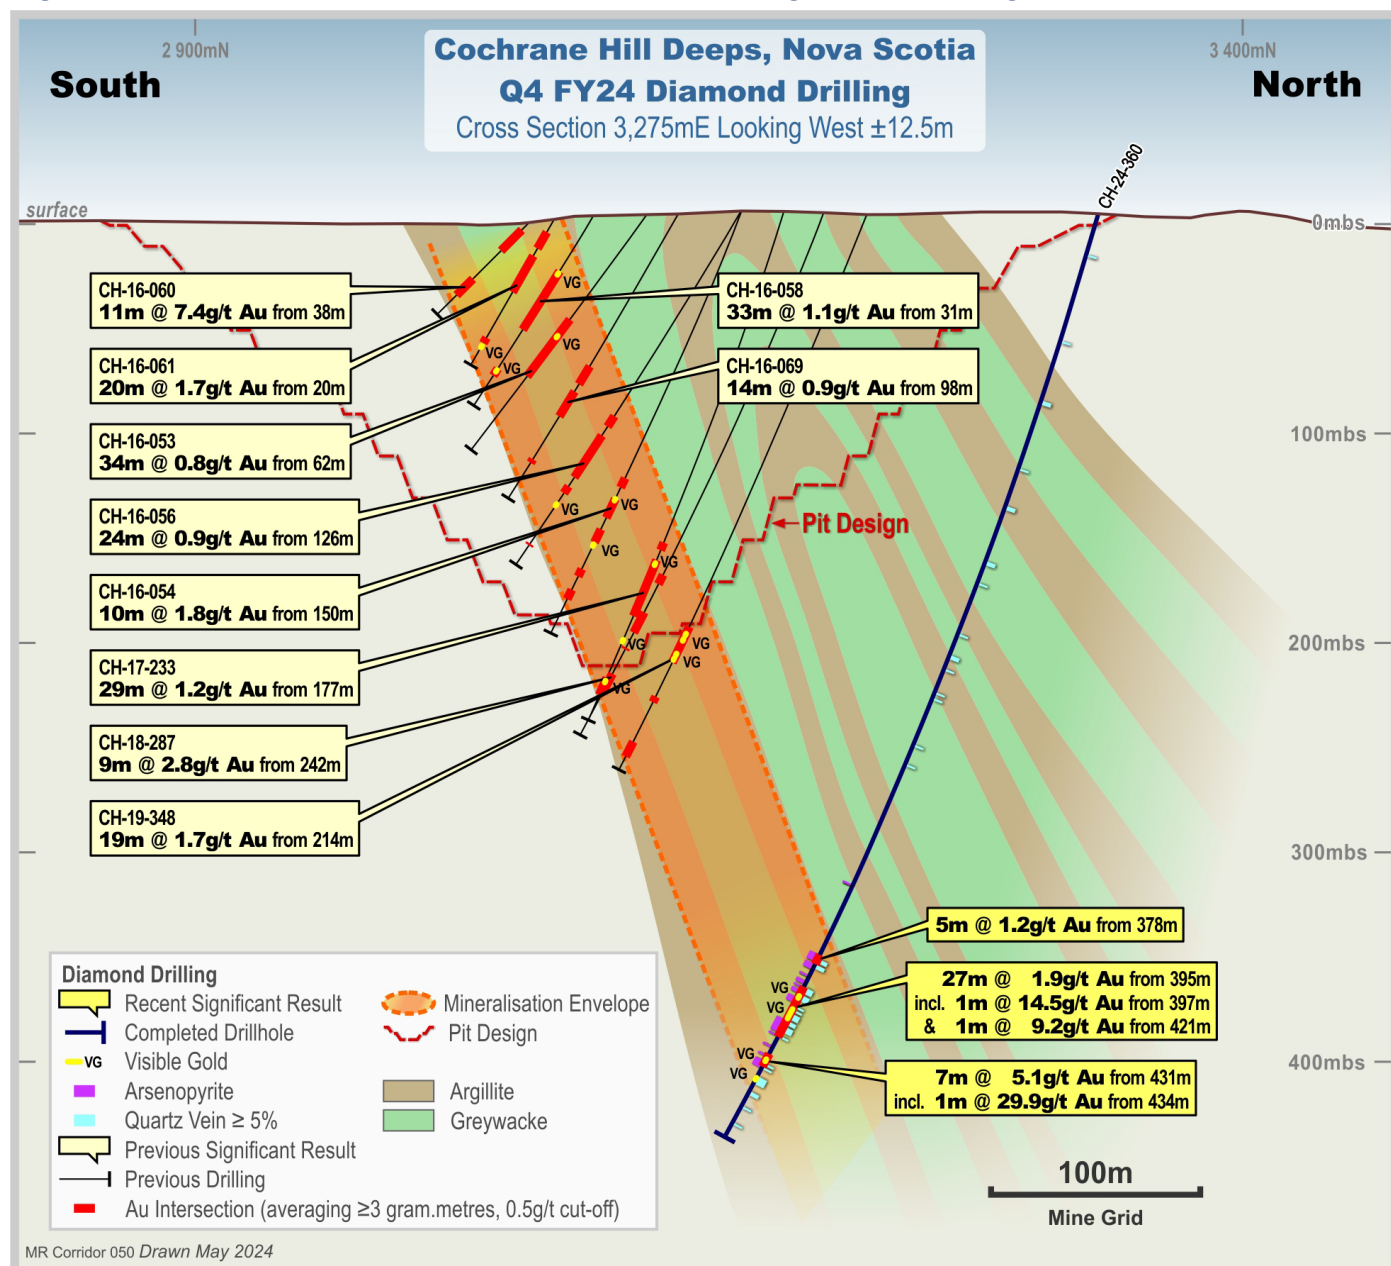 2 900mN
3 400mN
South
Cochrane Hill Deeps, Nova Scotia
Q4 FY24 Diamond Drilling
Cross Section 3,275mE Looking West ±12.5m
North
CH-24-360
surface
0mbs
CH-16-060
11m @ 7.4g/t Au from 38m
CH-16-058
33m @ 1.1g/t Au from 31m
VG
VG
VG
VG
CH-16-061
20m @ 1.7g/t Au from 20m
CH-16-069
14m @ 0.9g/t Au from 98m
100mbs
CH-16-053
34m @ 0.8g/t Au from 62m
CH-16-056
24m @ 0.9g/t Au from 126m
VG
VG
VG
Pit Design
CH-16-054
10m @ 1.8g/t Au from 150m
VG
VG
VG
VG
VG
200mbs
CH-17-233
29m @ 1.2g/t Au from 177m
CH-18-287
9m @ 2.8g/t Au from 242m
CH-19-348
19m @ 1.7g/t Au from 214m
300mbs
5m @ 1.2g/t Au from 378m
VG
VG
27m @ 1.9g/t Au from 395m
incl. 1m @ 14.5g/t Au from 397m
& 1m @ 9.2g/t Au from 421m
VG
VG
400mbs
7m @ 5.1g/t Au from 431m
incl. 1m @ 29.9g/t Au from 434m
Diamond Drilling
Recent Significant Result
Mineralisation Envelope
Completed Drillhole
Pit Design
VG
Visible Gold
Arsenopyrite
Argillite
Quartz Vein ≥ 5%
Greywacke
Previous Significant Result
Previous Drilling
Au Intersection (averaging ≥3 gram.metres, 0.5g/t cut-off)
100m
Mine Grid
MR Corridor 050 Drawn May 2024